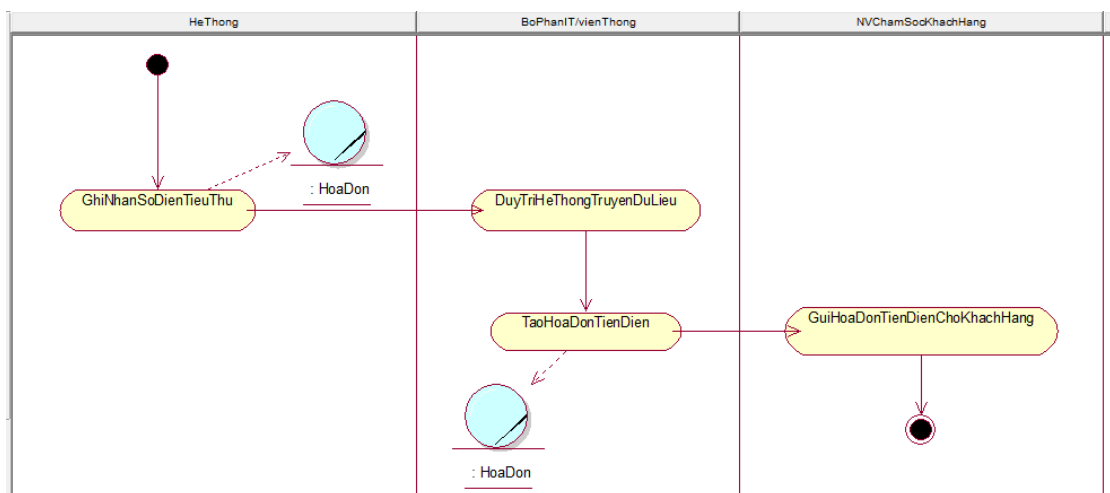 HeThong
BoPhanIT/vienThong
NVChamSocKhachHang
: HoaDon
GhiNhanSoDienTieuThu
DuyTriHeThongTruyenDuLieu
TaoHoaDonTienDien
GuiHoaDonTienDienChoKhachHang
: HoaDon